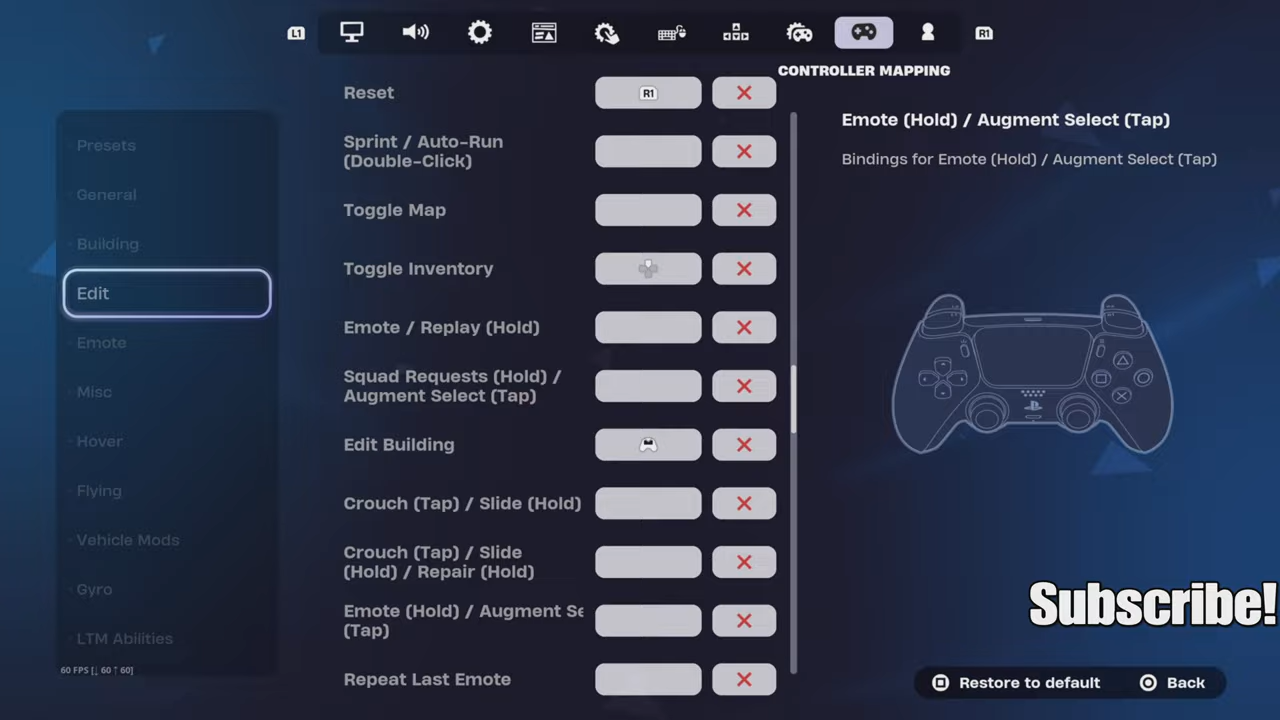 L1
R1
CONTROLLER MAPPING
Presets
General
Building
Edit
Emote
Misc
Hover
Flying
Vehicle Mods
Gyro
LTM Abilities
60 FPS [↓ 60 ↑ 60]
Reset
R1
Sprint / Auto-Run
(Double-Click)
Toggle Map
Toggle Inventory
Emote / Replay (Hold)
Squad Requests (Hold) /
Augment Select (Tap)
Edit Building
Crouch (Tap) / Slide (Hold)
Crouch (Tap) / Slide
(Hold) / Repair (Hold)
Emote (Hold) / Augment Se
(Tap)
Repeat Last Emote
Emote (Hold) / Augment Select (Tap)
Bindings for Emote (Hold) / Augment Select (Tap)
Subscribe!
Restore to default
Back